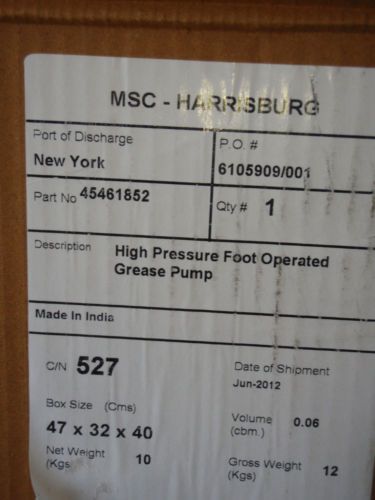 MSC - HARRISBURG
Port of Discharge
New York
P.O. #
6105909/001
Part No 45461852
Qty # 1
Description High Pressure Foot Operated
Grease Pump
Made In India
C/N 527
Date of Shipment
Jun-2012
Box Size (Cms)
47 x 32 x 40
Volume 0.06
(cbm.)
Net Weight 10
(Kgs
Gross Weight 12
(Kgs